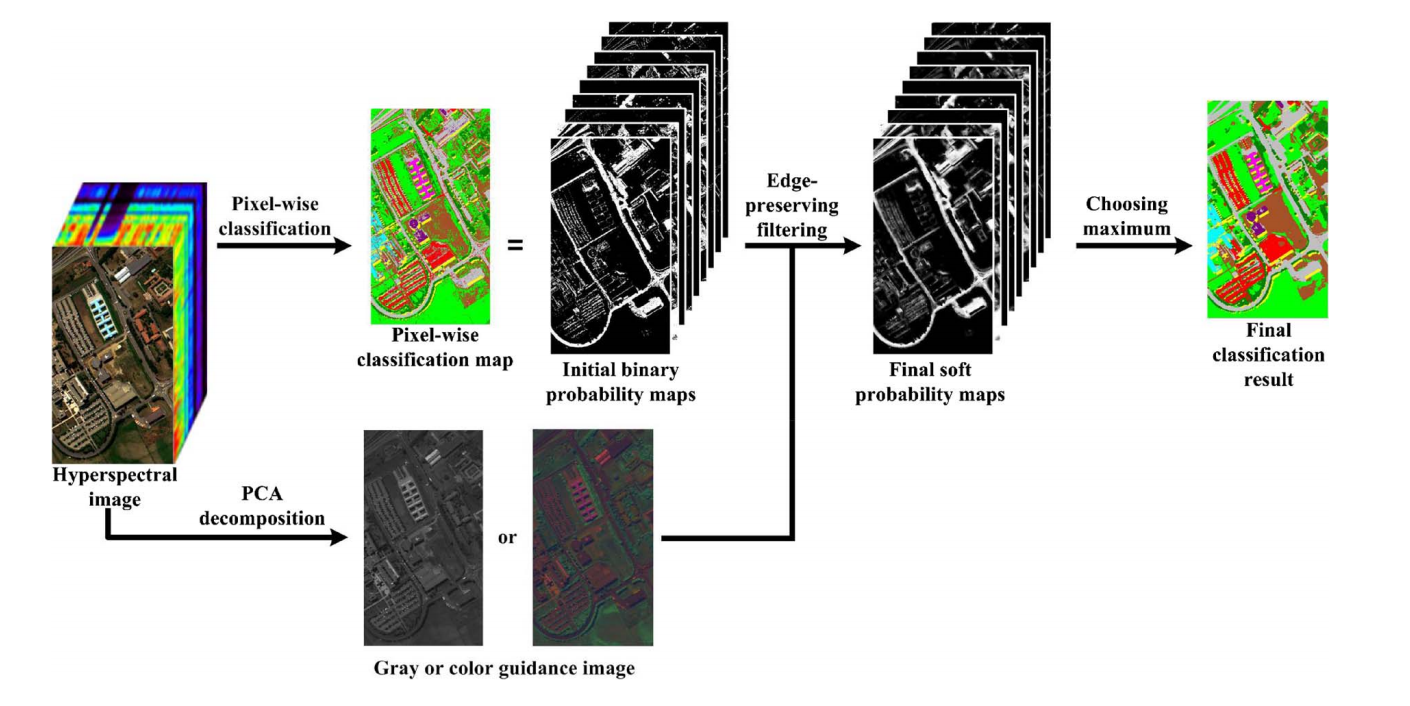 Pixel-wise
classification
Edge-
preserving
filtering
Choosing
maximum
=
Pixel-wise
classification map
Initial binary
probability maps
Final soft
probability maps
Final
classification
result
Hyperspectral
image
PCA
decomposition
or
Gray or color guidance image